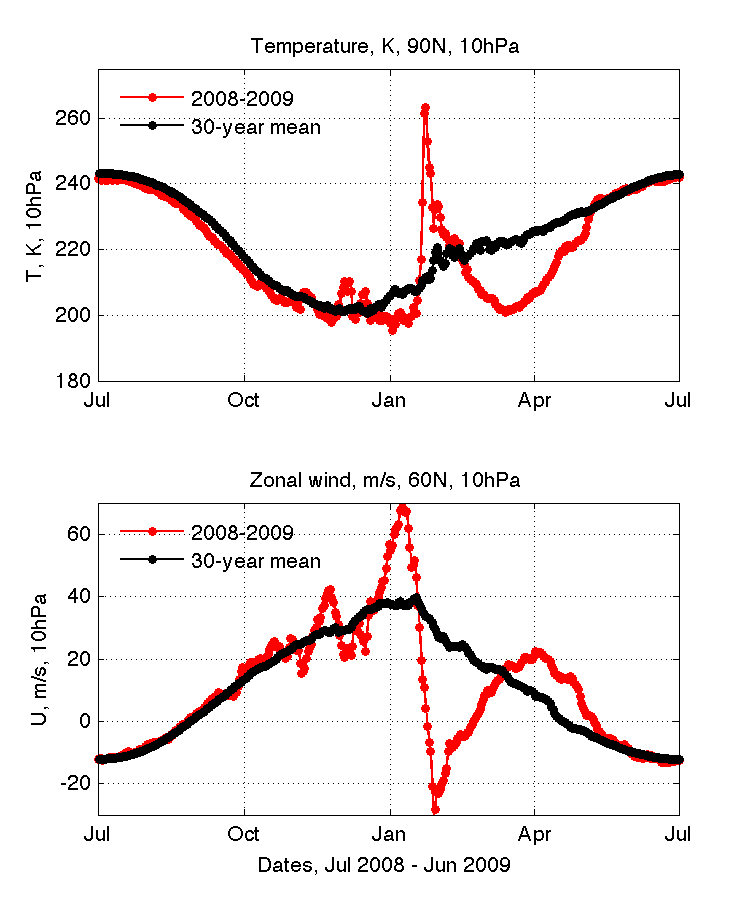 Temperature, K, 90N, 10hPa
2008-2009
30-year mean
T, K, 10hPa
260
240
220
200
180
Jul Oct Jan Apr Jul
Zonal wind, m/s, 60N, 10hPa
2008-2009
30-year mean
U, m/s, 10hPa
60
40
20
0
-20
Jul Oct Jan Apr Jul
Dates, Jul 2008 - Jun 2009